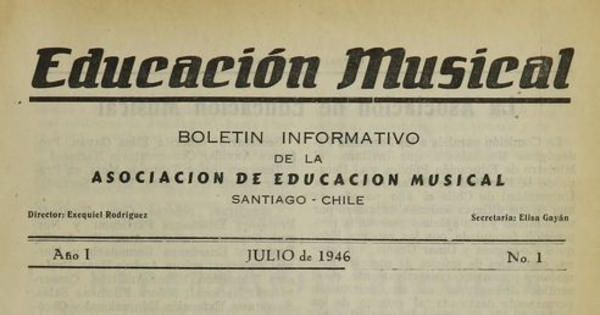 Educación Musical
BOLETIN INFORMATIVO
DE LA
ASOCIACION DE EDUCACION MUSICAL
SANTIAGO - CHILE
Director: Exequiel Rodríguez
Secretaria: Elisa Gayán
Año I
JULIO de 1946
No. 1